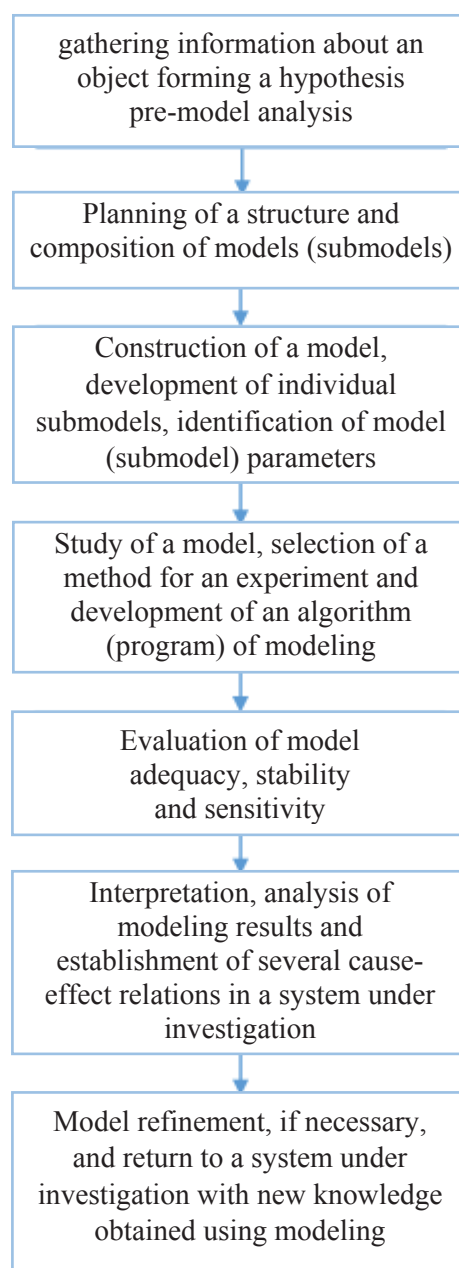 gathering information about an
object forming a hypothesis
pre-model analysis
Planning of a structure and
composition of models (submodels)
Construction of a model,
development of individual
submodels, identification of model
(submodel) parameters
Study of a model, selection of a
method for an experiment and
development of an algorithm
(program) of modeling
Evaluation of model
adequacy, stability
and sensitivity
Interpretation, analysis of
modeling results and
establishment of several cause-
effect relations in a system under
investigation
Model refinement, if necessary,
and return to a system under
investigation with new knowledge
obtained using modeling